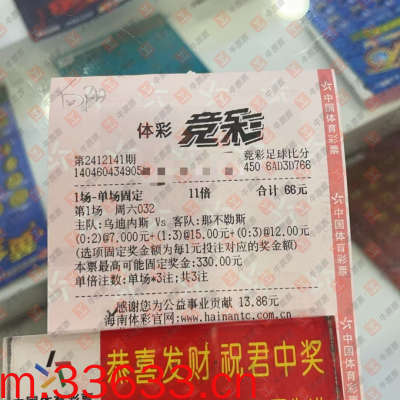 体彩 竞彩
第2412141期 竞彩足球比分
140460434905 450 6AD3D766
1场-单场固定 11倍 合计 66元
第1场 周六032
主队:乌迪内斯 Vs 客队:那不勒斯
(0:2)@7.000元+(1:3)@15.00元+(0:3)@12.00元
(选项固定奖金额为每1元投注对应的奖金额)
本票最高可能固定奖金:330.00元
单倍注数:单场*3注;共3注
感谢您为公益事业贡献 13.86元
海南体彩官网:www.hainantc.com.cn
中国体育彩票
中国体育彩票
恭喜发财 祝君中奖
m.33633.cn